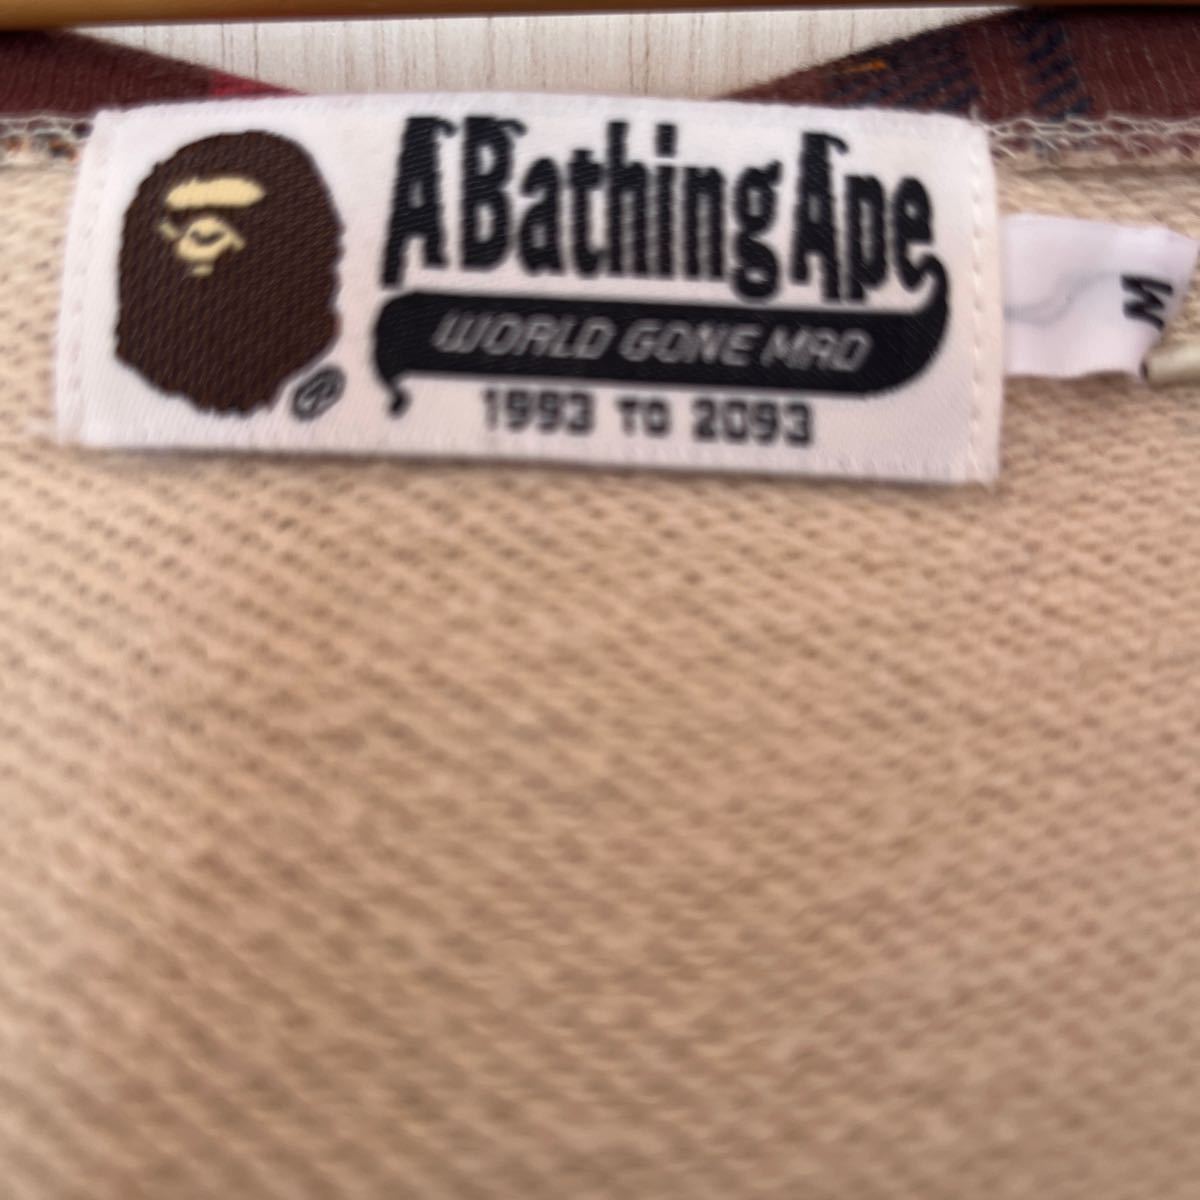 A Bathing Ape
WORLD GONE MAD
1993 TO 2093
®
M